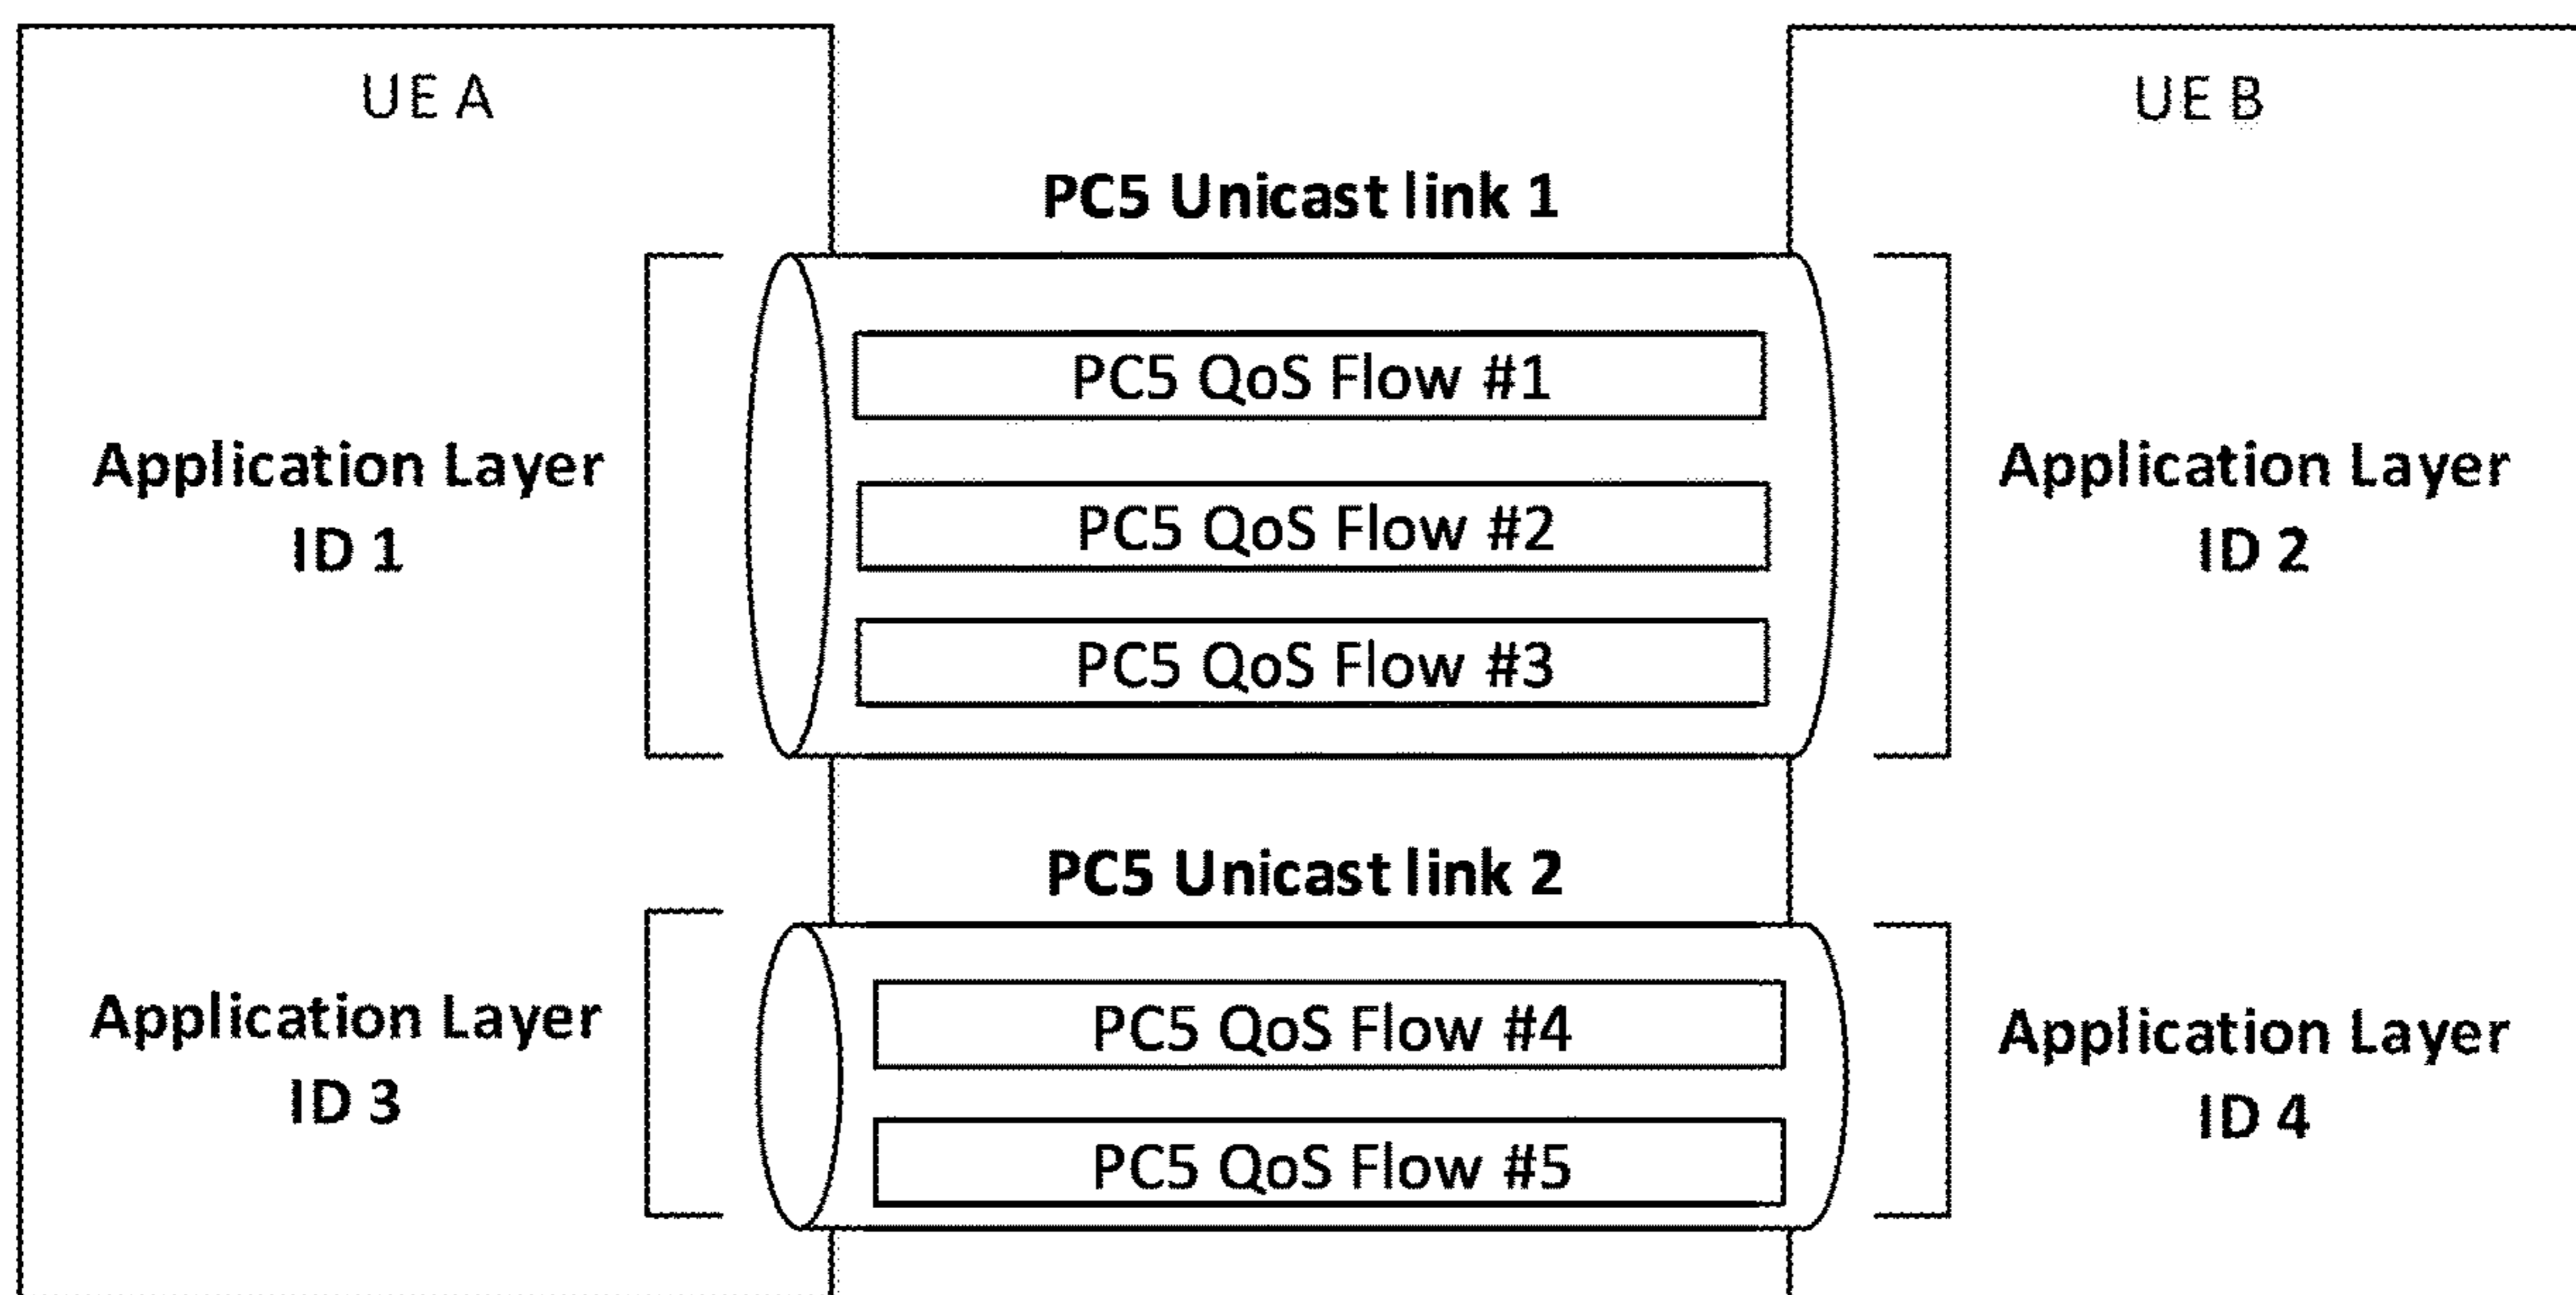 UE A
UE B
PC5 Unicast link 1
PC5 QoS Flow #1
PC5 QoS Flow #2
PC5 QoS Flow #3
Application Layer
ID 1
Application Layer
ID 2
PC5 Unicast link 2
PC5 QoS Flow #4
PC5 QoS Flow #5
Application Layer
ID 3
Application Layer
ID 4